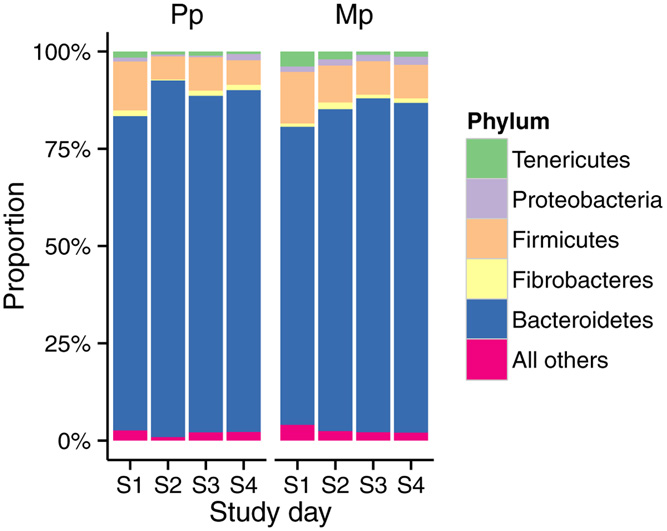 Pp Mp
100%
75%
50%
25%
0%
Proportion
S1 S2 S3 S4 S1 S2 S3 S4
Study day
Phylum
Tenericutes
Proteobacteria
Firmicutes
Fibrobacteres
Bacteroidetes
All others